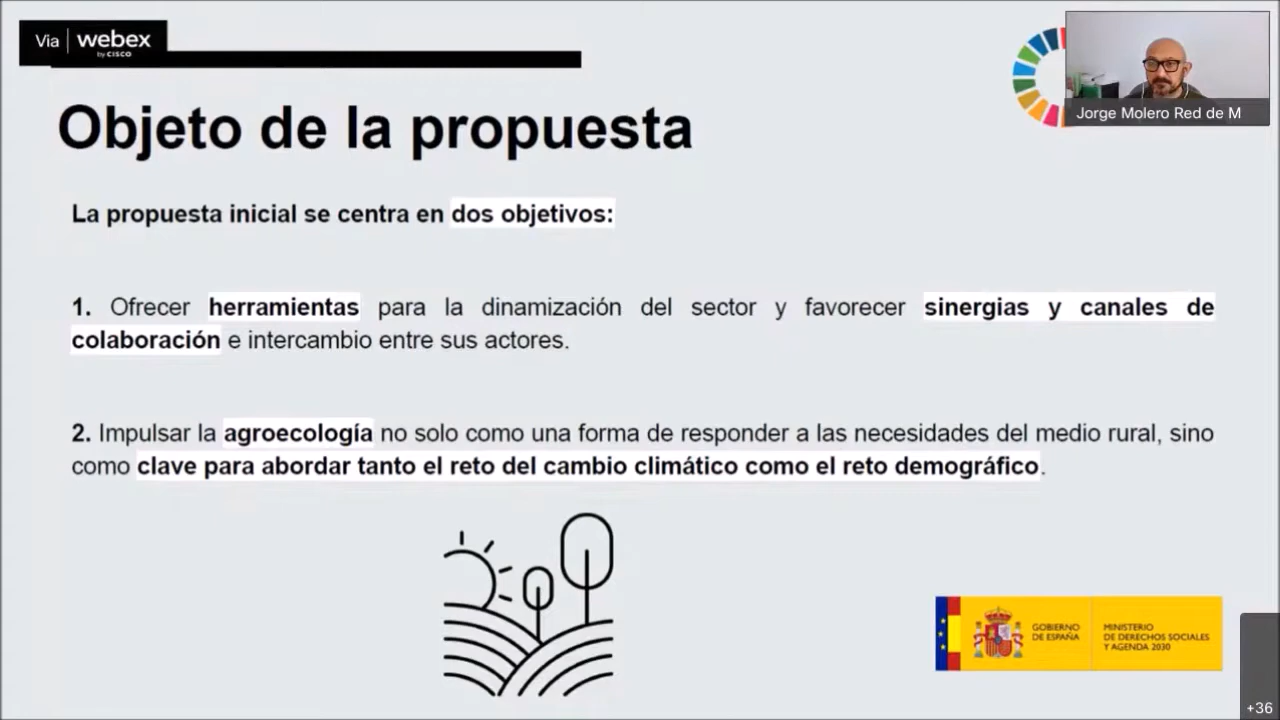 Via webex
by CISCO
Jorge Molero Red de M
Objeto de la propuesta
La propuesta inicial se centra en dos objetivos:
1. Ofrecer herramientas para la dinamización del sector y favorecer sinergias y canales de
colaboración e intercambio entre sus actores.
2. Impulsar la agroecología no solo como una forma de responder a las necesidades del medio rural, sino
como clave para abordar tanto el reto del cambio climático como el reto demográfico.
GOBIERNO
DE ESPAÑA
MINISTERIO
DE DERECHOS SOCIALES
Y AGENDA 2030
+36